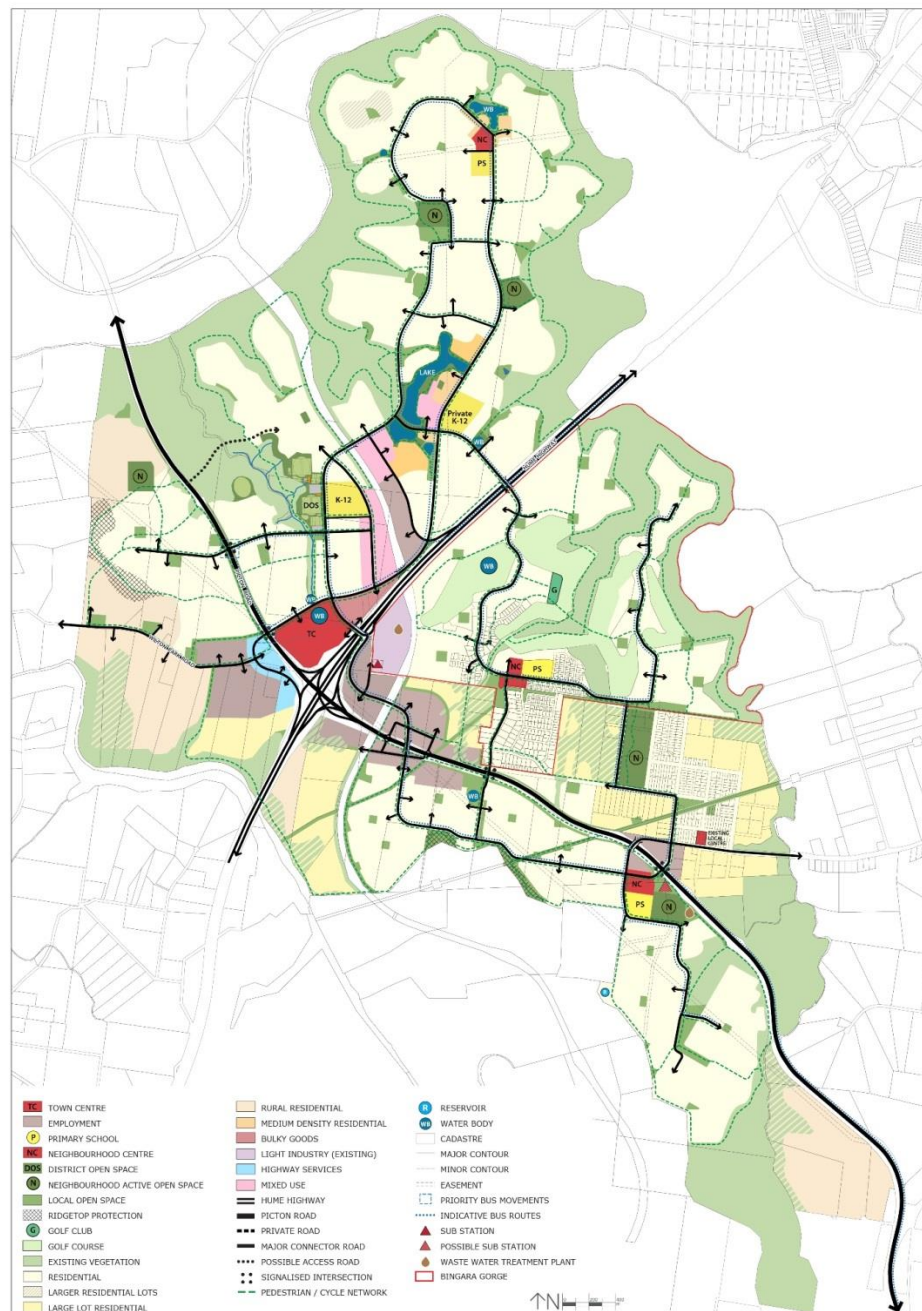 WB
NC
PS
N
N
LAKE
Private
K-12
WB
N
DOS
K-12
WB
G
WB
TC
NC
PS
N
WB
EXISTING
LOCAL
CENTRE
NC
PS
N
R
TC TOWN CENTRE
EMPLOYMENT
P PRIMARY SCHOOL
NC NEIGHBOURHOOD CENTRE
DOS DISTRICT OPEN SPACE
N NEIGHBOURHOOD ACTIVE OPEN SPACE
LOCAL OPEN SPACE
RIDGETOP PROTECTION
G GOLF CLUB
GOLF COURSE
EXISTING VEGETATION
RESIDENTIAL
LARGER RESIDENTIAL LOTS
LARGE LOT RESIDENTIAL
RURAL RESIDENTIAL
MEDIUM DENSITY RESIDENTIAL
BULKY GOODS
LIGHT INDUSTRY (EXISTING)
HIGHWAY SERVICES
MIXED USE
HUME HIGHWAY
PICTON ROAD
PRIVATE ROAD
MAJOR CONNECTOR ROAD
POSSIBLE ACCESS ROAD
SIGNALISED INTERSECTION
PEDESTRIAN / CYCLE NETWORK
R RESERVOIR
WB WATER BODY
CADASTRE
MAJOR CONTOUR
MINOR CONTOUR
EASEMENT
PRIORITY BUS MOVEMENTS
INDICATIVE BUS ROUTES
SUB STATION
POSSIBLE SUB STATION
WASTE WATER TREATMENT PLANT
BINGARA GORGE
N